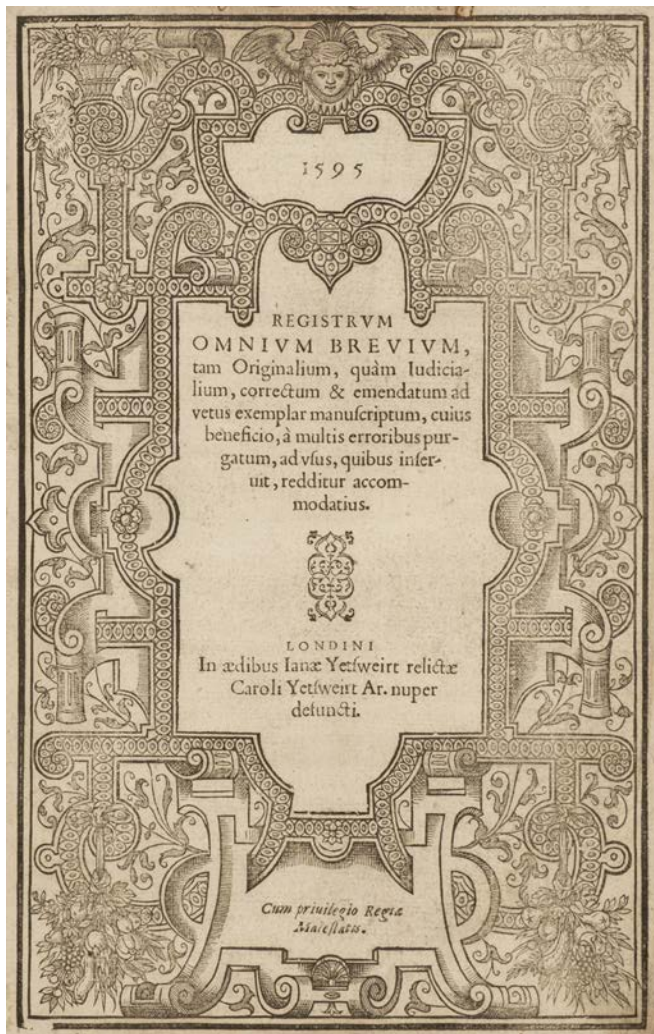 1595
REGISTRVM
OMNIVM BREVIVM,
tam Originalium, quàm Iudicia-
lium, correctum & emendatum ad
vetus exemplar manuſcriptum, cuius
beneficio, à multis erroribus pur-
gatum, ad vſus, quibus inſer-
uit, redditur accom-
modatius.
LONDINI
In ædibus Ianæ Yetſweirt relictæ
Caroli Yetſweirt Ar. nuper
defuncti.
Cum priuilegio Regiæ
Maieſtatis.